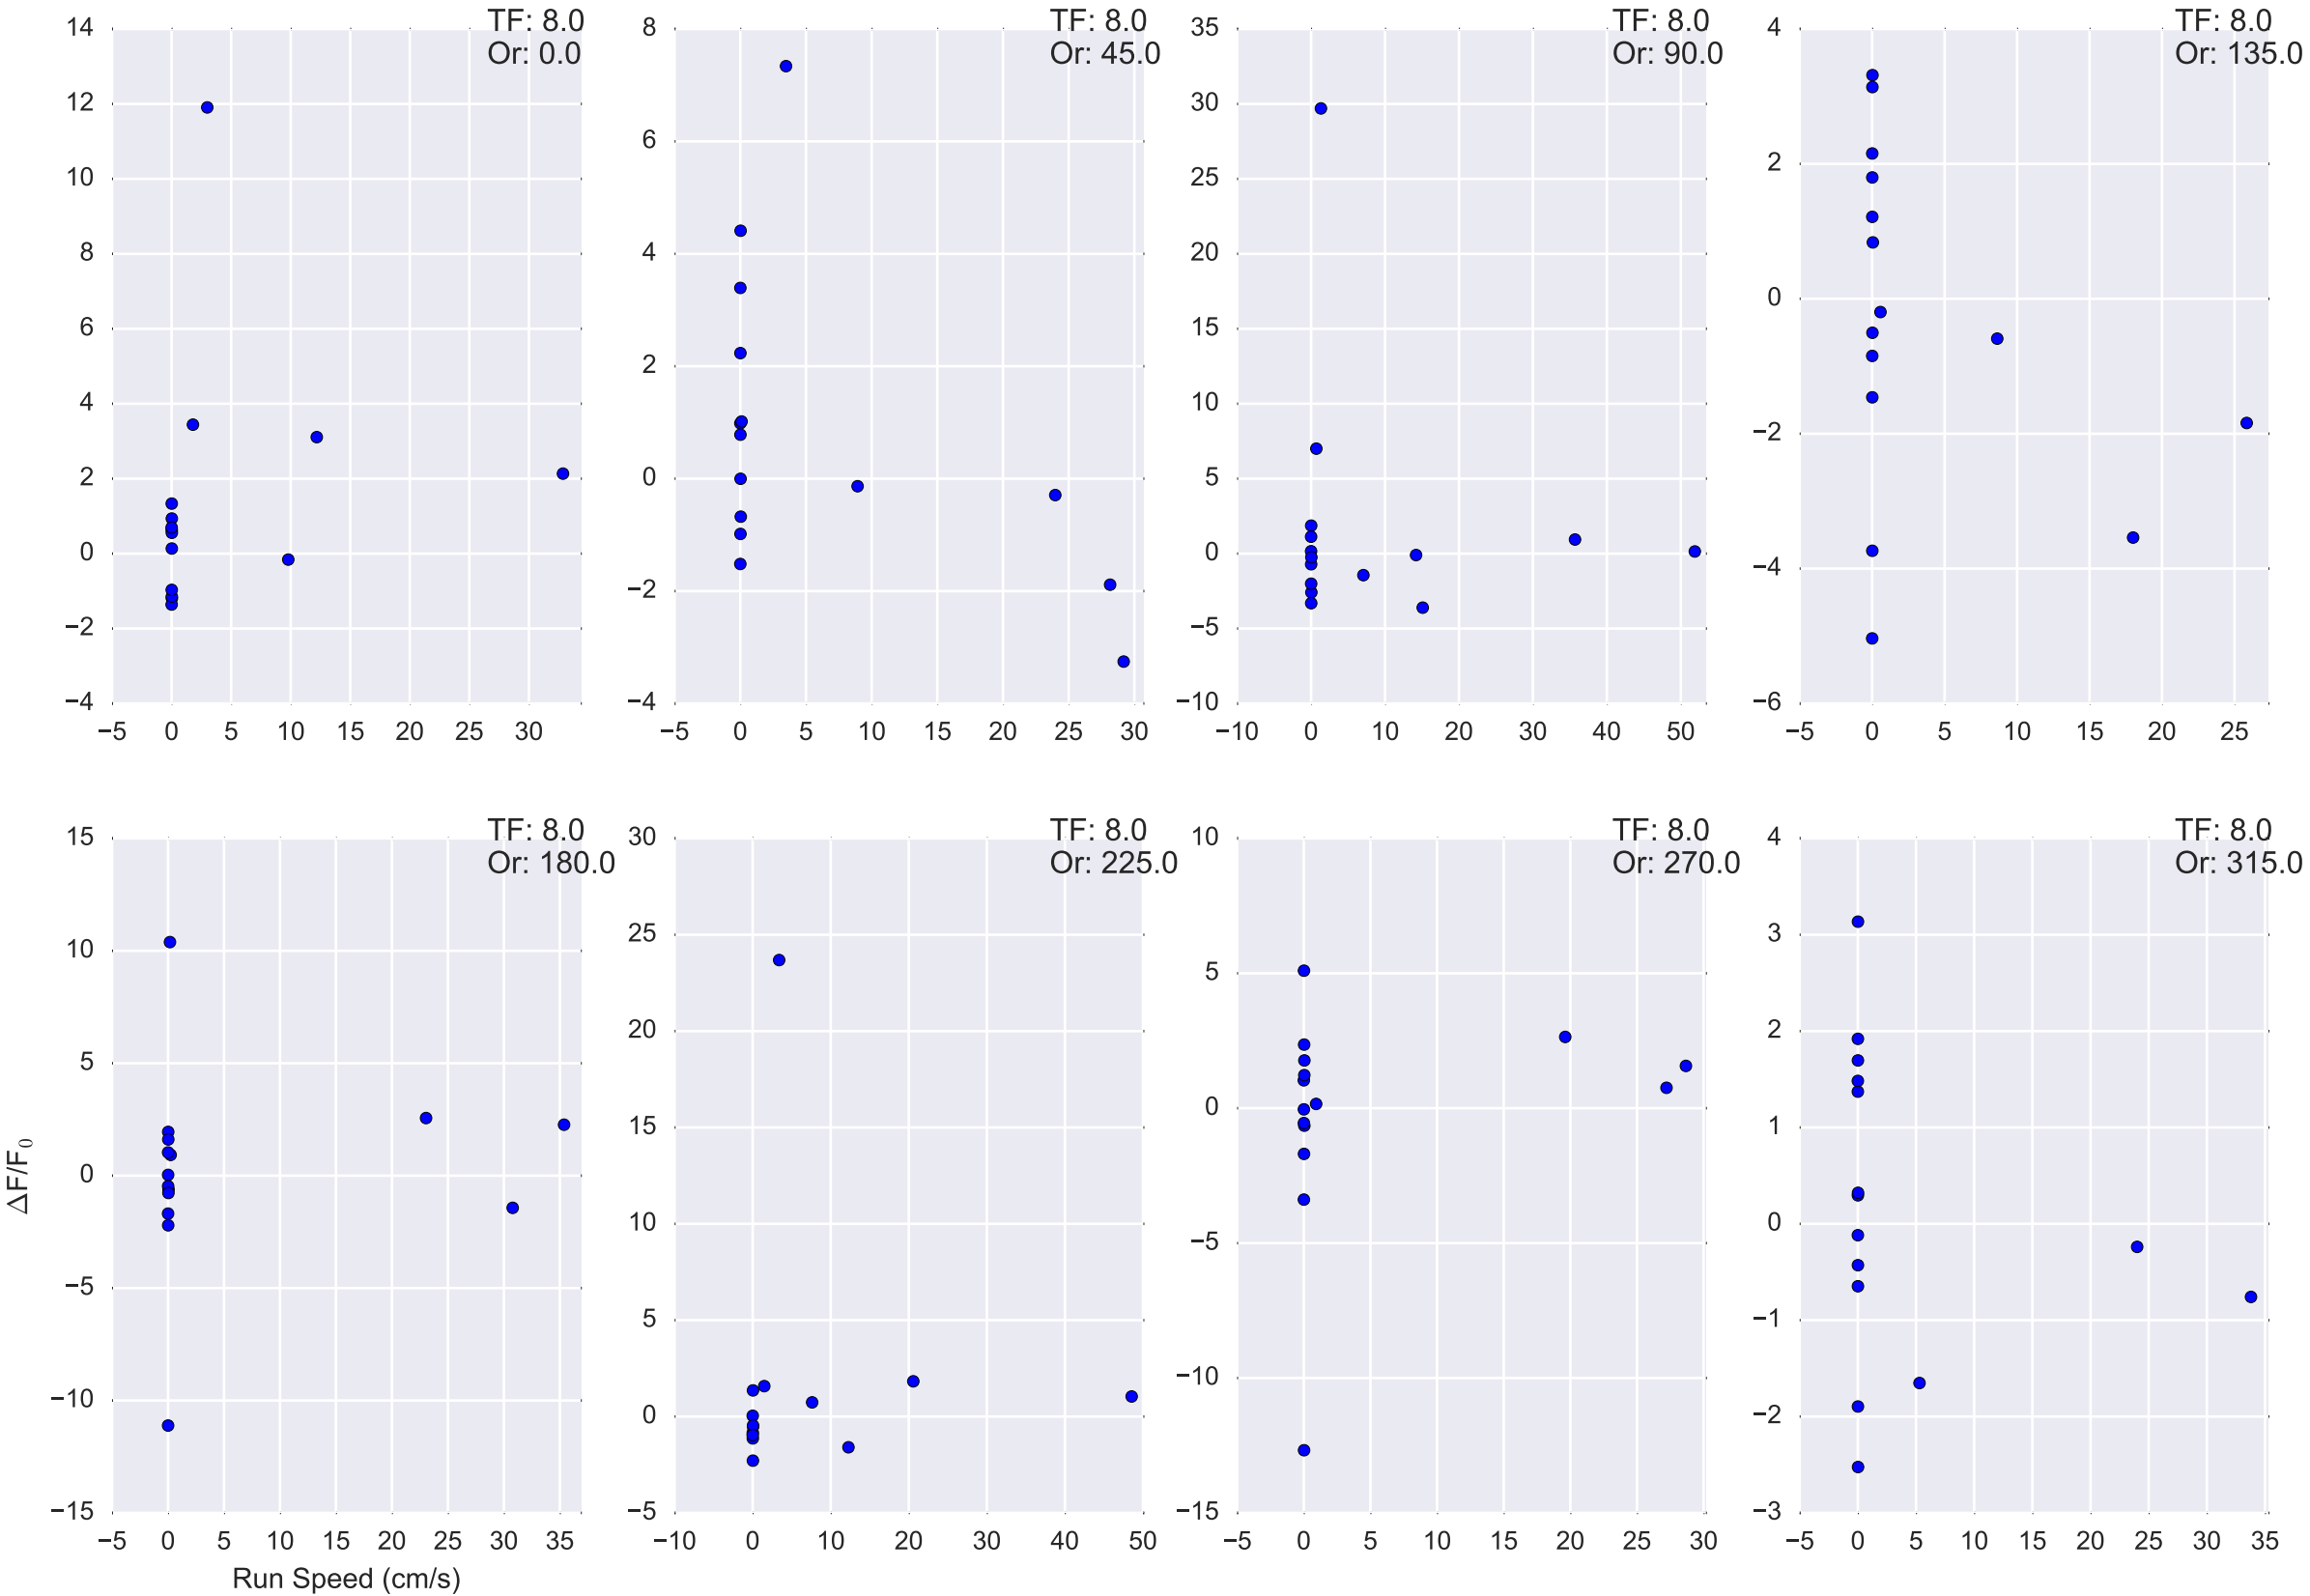 TF: 8.0
Or: 0.0
14
12
10
8
6
4
2
0
−2
−4
−5 0 5 10 15 20 25 30
TF: 8.0
Or: 45.0
8
6
4
2
0
−2
−4
−5 0 5 10 15 20 25 30
TF: 8.0
Or: 90.0
35
30
25
20
15
10
5
0
−5
−10
−10 0 10 20 30 40 50
TF: 8.0
Or: 135.0
4
2
0
−2
−4
−6
−5 0 5 10 15 20 25
TF: 8.0
Or: 180.0
15
10
5
0
−5
−10
−15
−5 0 5 10 15 20 25 30 35
Run Speed (cm/s)
ΔF/F₀
TF: 8.0
Or: 225.0
30
25
20
15
10
5
0
−5
−10 0 10 20 30 40 50
TF: 8.0
Or: 270.0
10
5
0
−5
−10
−15
−5 0 5 10 15 20 25 30
TF: 8.0
Or: 315.0
4
3
2
1
0
−1
−2
−3
−5 0 5 10 15 20 25 30 35